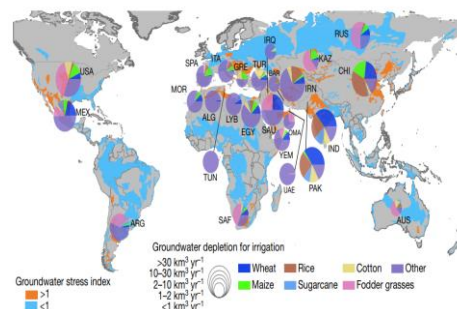 RUS
IRQ
ITA
SPA
GRE
TUR
KAZ
USA
BAR
CHI
MOR
IRN
MEX
ALG
LYB
EGY
SAU
OMA
IND
YEM
TUN
UAE
PAK
SAF
AUS
ARG
Groundwater depletion for irrigation
>30 km³ yr⁻¹
10–30 km³ yr⁻¹
2–10 km³ yr⁻¹
1–2 km³ yr⁻¹
<1 km³ yr⁻¹
Wheat Rice Cotton Other
Maize Sugarcane Fodder grasses
Groundwater stress index
>1
<1